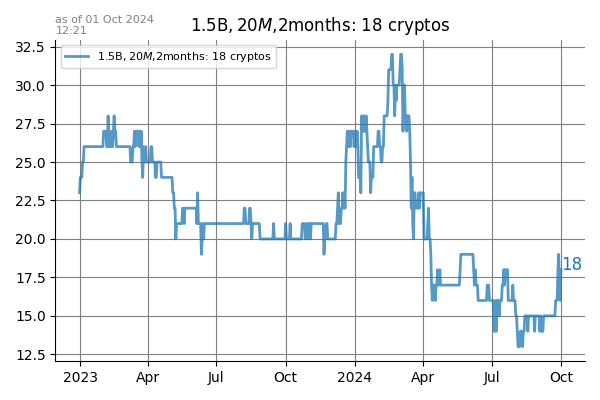 as of 01 Oct 2024
12:21
1.5B, 20M,2months: 18 cryptos
1.5B, 20M,2months: 18 cryptos
32.5
30.0
27.5
25.0
22.5
20.0
17.5
15.0
12.5
18
2023 Apr Jul Oct 2024 Apr Jul Oct